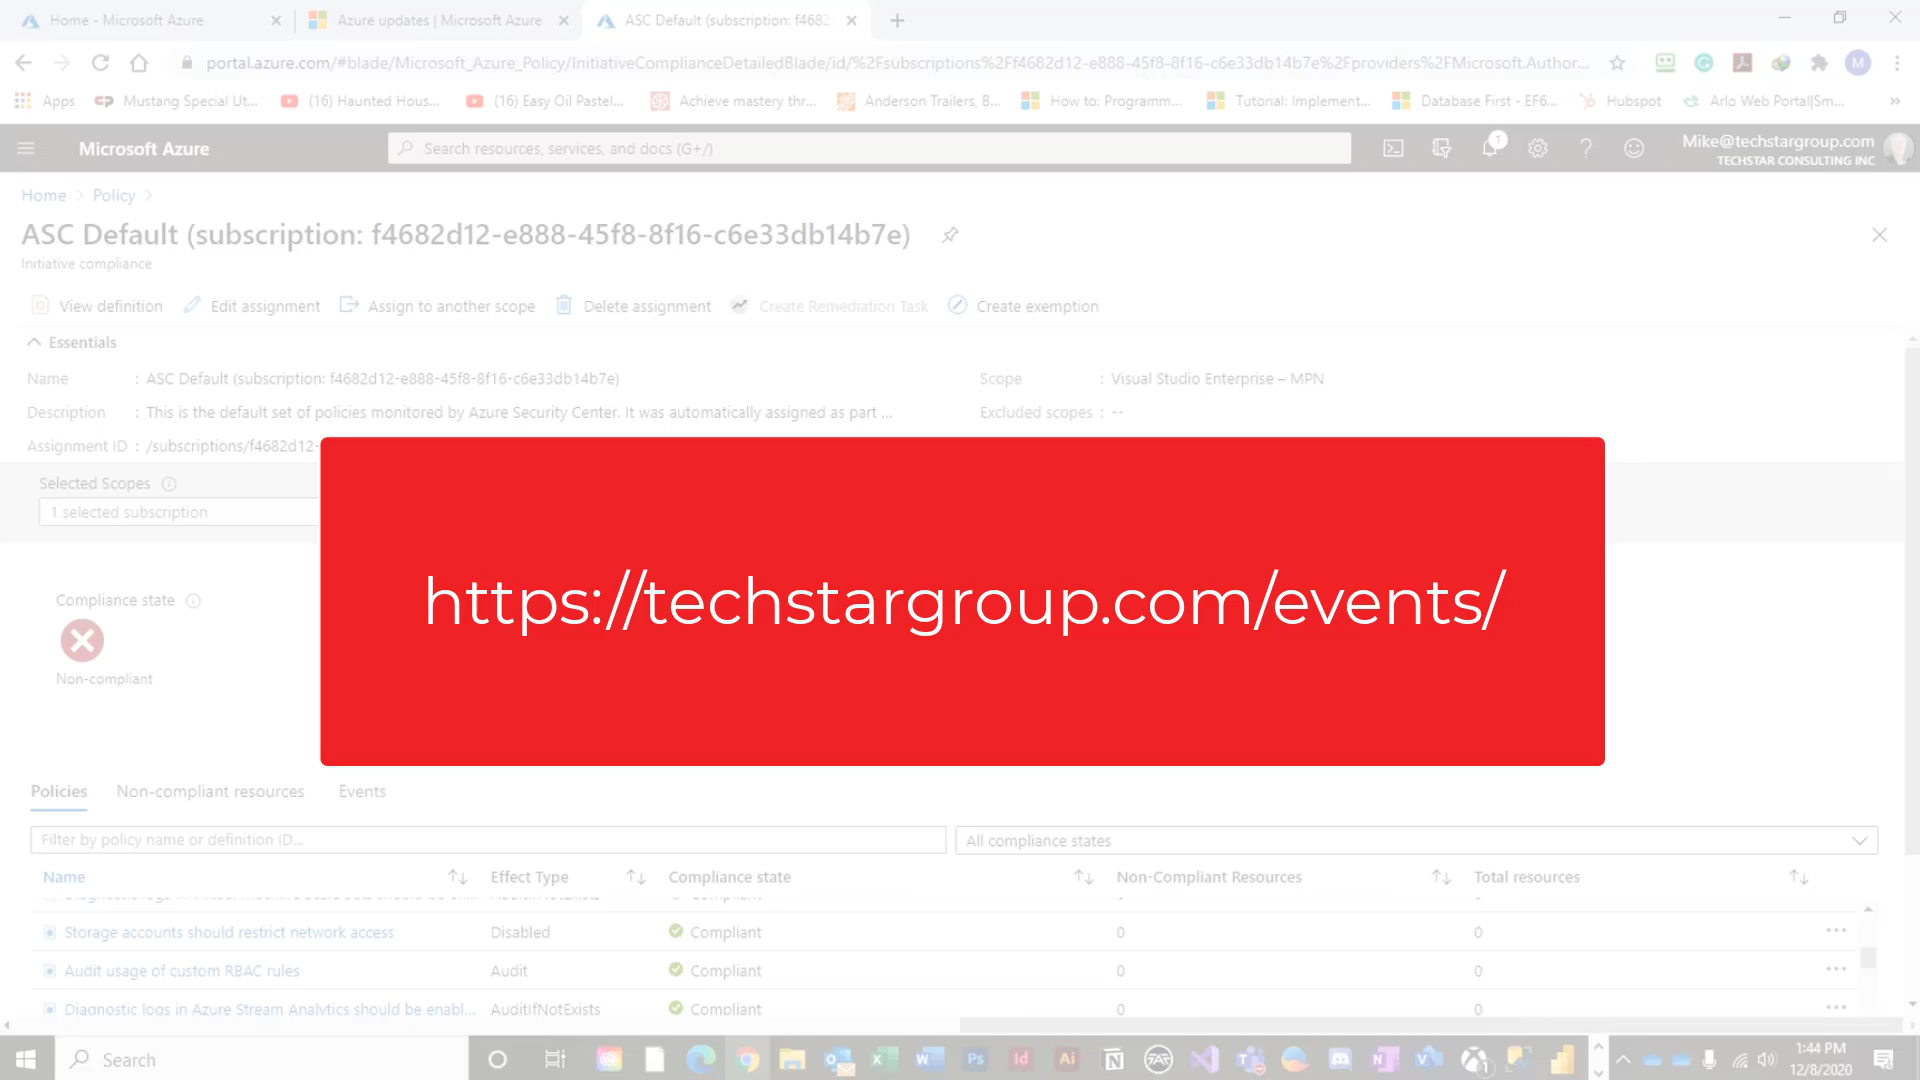 Home - Microsoft Azure
Azure updates | Microsoft Azure
ASC Default (subscription: f4682
portal.azure.com/#blade/Microsoft_Azure_Policy/InitiativeComplianceDetailedBlade/id/%2Fsubscriptions%2Ff4682d12-e888-45f8-8f16-c6e33db14b7e%2Fproviders%2FMicrosoft.Author...
M
Apps
Mustang Special Ut...
(16) Haunted Hous...
(16) Easy Oil Pastel...
Achieve mastery thr...
Anderson Trailers, B...
How to: Programm...
Tutorial: Implement...
Database First - EF6...
Hubspot
Arlo Web Portal|Sm...
»
Microsoft Azure
Search resources, services, and docs (G+/)
1
Mike@techstargroup.com
TECHSTAR CONSULTING INC
Home > Policy >
ASC Default (subscription: f4682d12-e888-45f8-8f16-c6e33db14b7e)
Initiative compliance
View definition
Edit assignment
Assign to another scope
Delete assignment
Create Remediation Task
Create exemption
Essentials
Name : ASC Default (subscription: f4682d12-e888-45f8-8f16-c6e33db14b7e)
Scope : Visual Studio Enterprise – MPN
Description : This is the default set of policies monitored by Azure Security Center. It was automatically assigned as part ...
Excluded scopes : --
Assignment ID : /subscriptions/f4682d12-
Selected Scopes
1 selected subscription
https://techstargroup.com/events/
Compliance state
Non-compliant
Policies
Non-compliant resources
Events
Filter by policy name or definition ID...
All compliance states
Name Effect Type Compliance state Non-Compliant Resources Total resources
Storage accounts should restrict network access Disabled Compliant 0 0 ...
Audit usage of custom RBAC rules Audit Compliant 0 0 ...
Diagnostic logs in Azure Stream Analytics should be enabl... AuditIfNotExists Compliant 0 0 ...
Search
Ps
Id
Ai
1:44 PM
12/8/2020